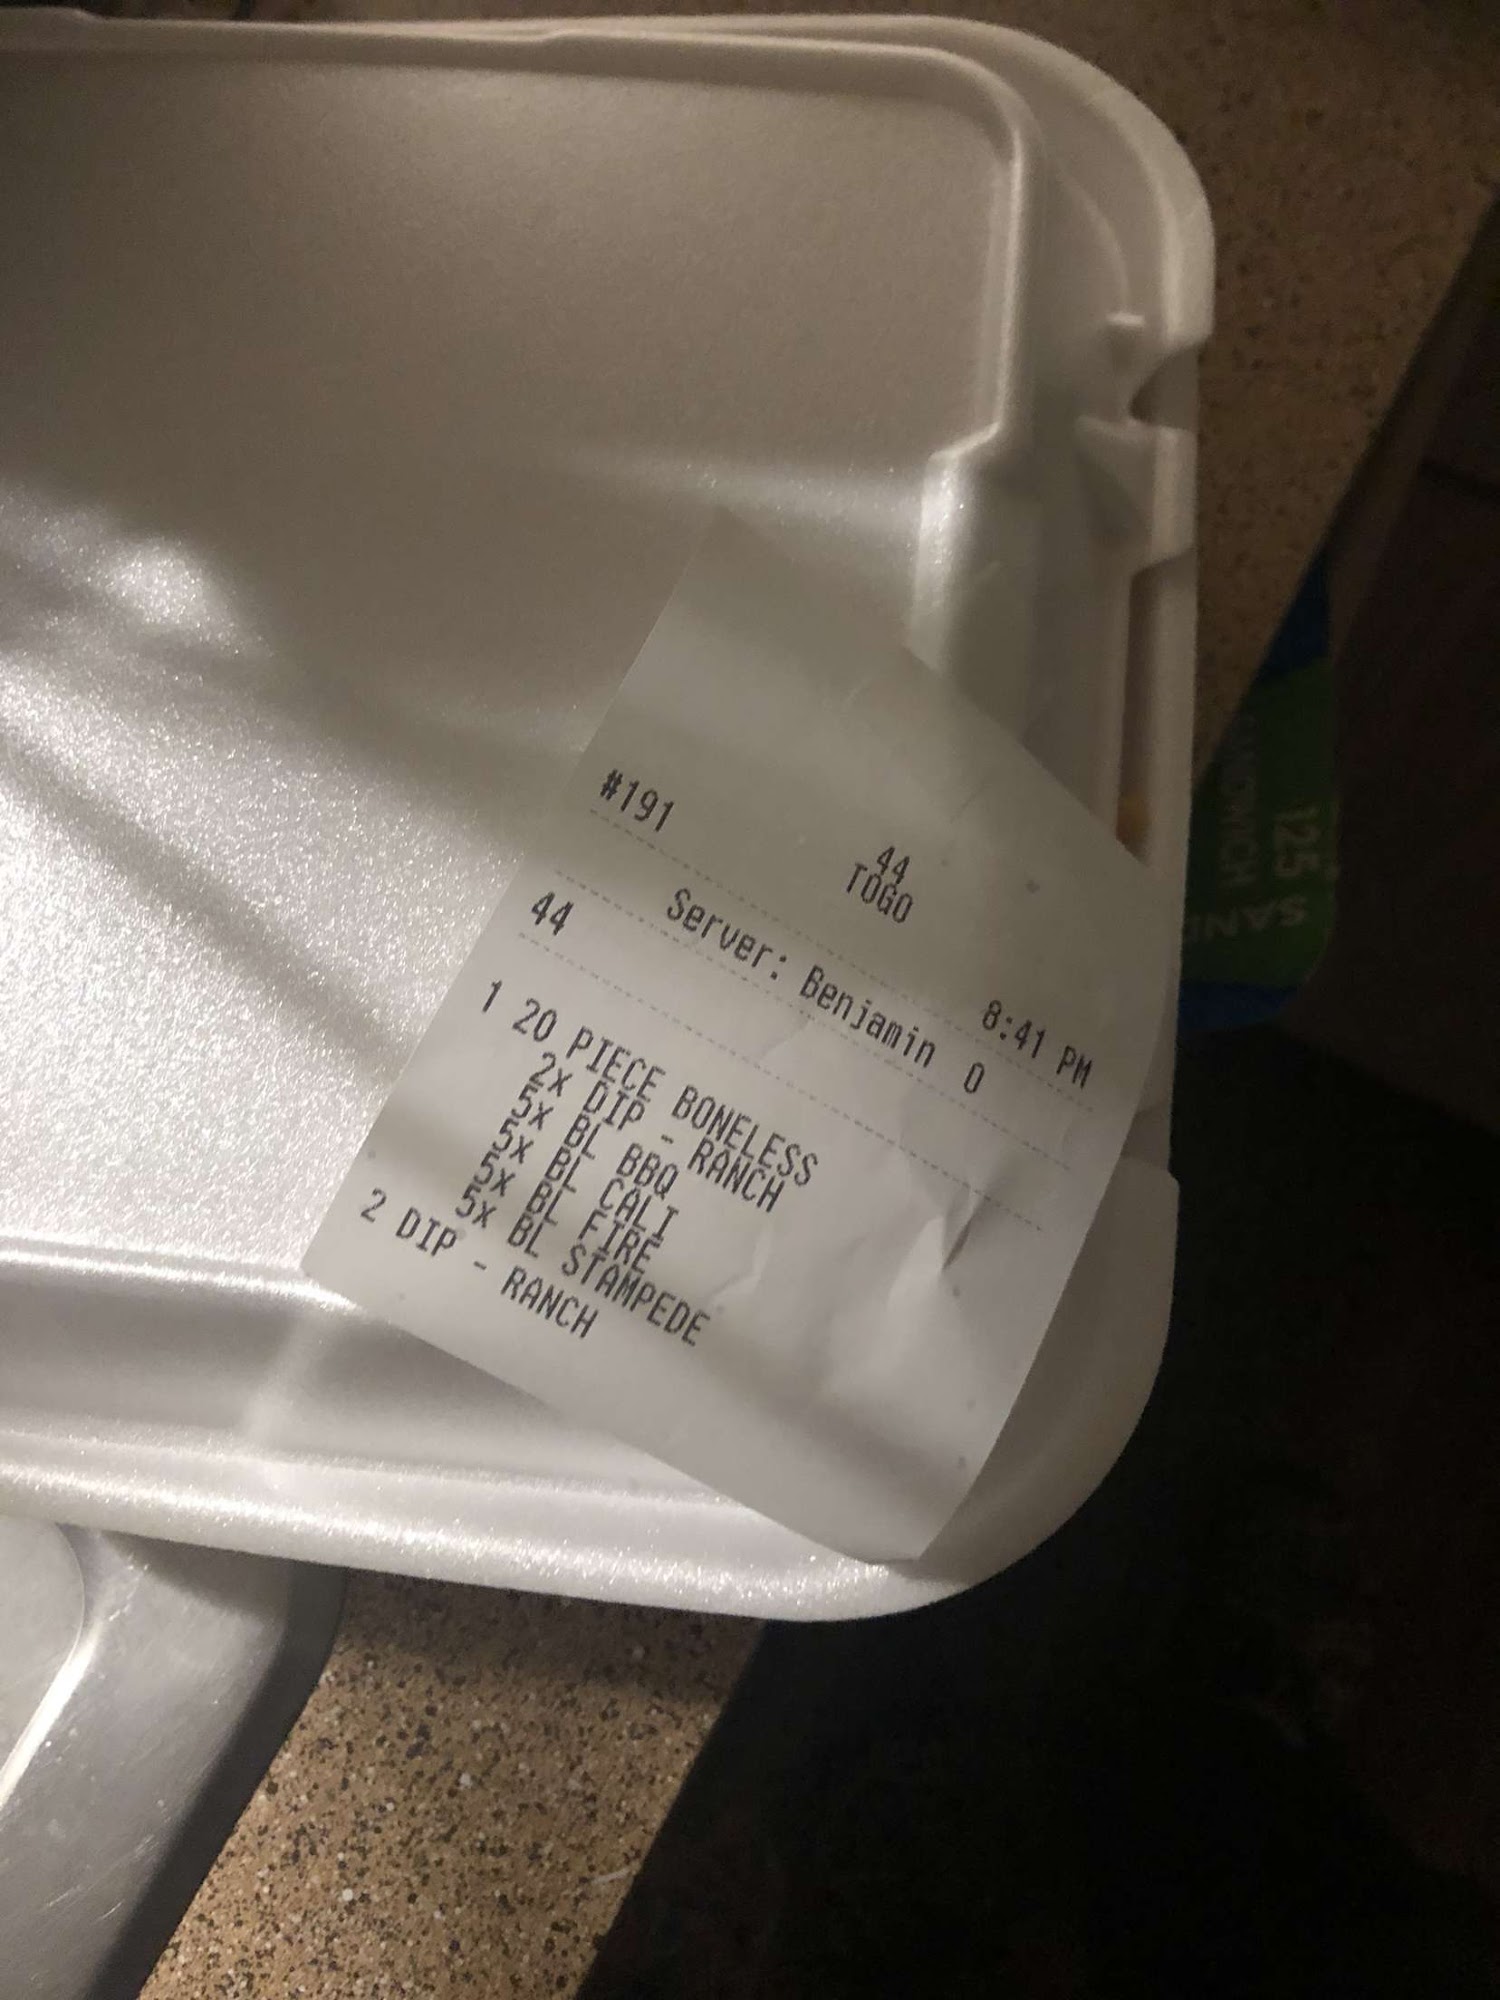 44
TOGO
#191 8:41 PM
Server: Benjamin O
44
1 20 PIECE BONELESS
2X DIP - RANCH
5X BL BBQ
5X BL CALI
5X BL FIRE
5X BL STAMPEDE
2 DIP - RANCH
125
SANDWICH